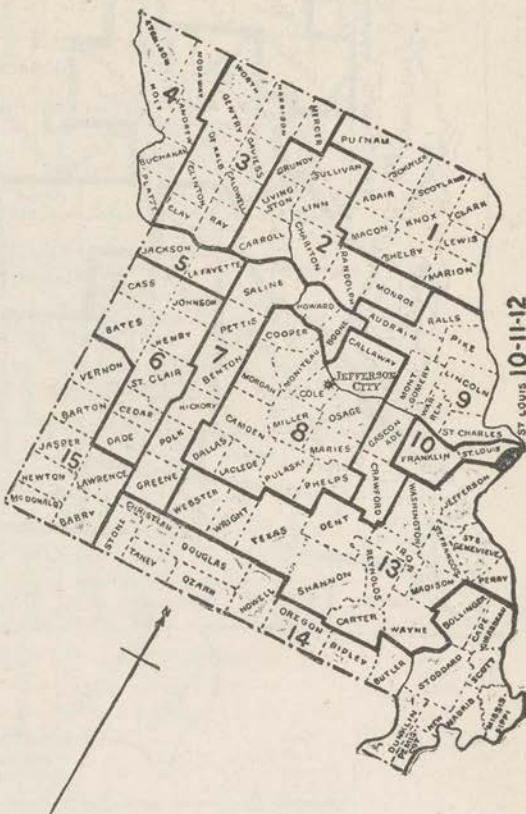 ATCHISON
NODAWAY
HOLT
ANDREW
4
BUCHANAN
PLATTE
WORTH
HARRISON
MERCER
GENTRY
DAVIESS
DE KALB
CALDWELL
3
CLINTON
CLAY
RAY
GRUNDY
LIVINGSTON
SULLIVAN
LINN
CHARITON
2
CARROLL
RANDOLPH
MONROE
PUTNAM
SCHUYLER
SCOTLAND
CLARK
ADAIR
KNOX
LEWIS
1
MACON
SHELBY
MARION
JACKSON
5
LAFAYETTE
CASS
JOHNSON
BATES
HENRY
6
ST. CLAIR
CEDAR
DADE
SALINE
PETTIS
7
BENTON
HICKORY
POLK
GREENE
HOWARD
BOONE
COOPER
MONITEAU
MORGAN
COLE
JEFFERSON
CITY
CALLAWAY
MILLER
OSAGE
8
CAMDEN
MARIES
DALLAS
LACLEDE
PULASKI
PHELPS
AUDRAIN
RALLS
PIKE
MONTGOMERY
LINCOLN
WARREN
9
ST. CHARLES
GASCONADE
CRAWFORD
10
FRANKLIN
ST. LOUIS
ST. LOUIS 10-11-12
VERNON
BARTON
JASPER
15
NEWTON
LAWRENCE
McDONALD
BARRY
STONE
CHRISTIAN
TANEY
DOUGLAS
OZARK
HOWELL
OREGON
14
RIPLEY
BUTLER
WEBSTER
WRIGHT
TEXAS
DENT
SHANNON
REYNOLDS
IRON
13
WASHINGTON
JEFFERSON
ST. FRANCOIS
STE. GENEVIEVE
MADISON
PERRY
CARTER
WAYNE
BOLLINGER
CAPE GIRARDEAU
STODDARD
SCOTT
NEW MADRID
MISSISSIPPI
DUNKLIN
N